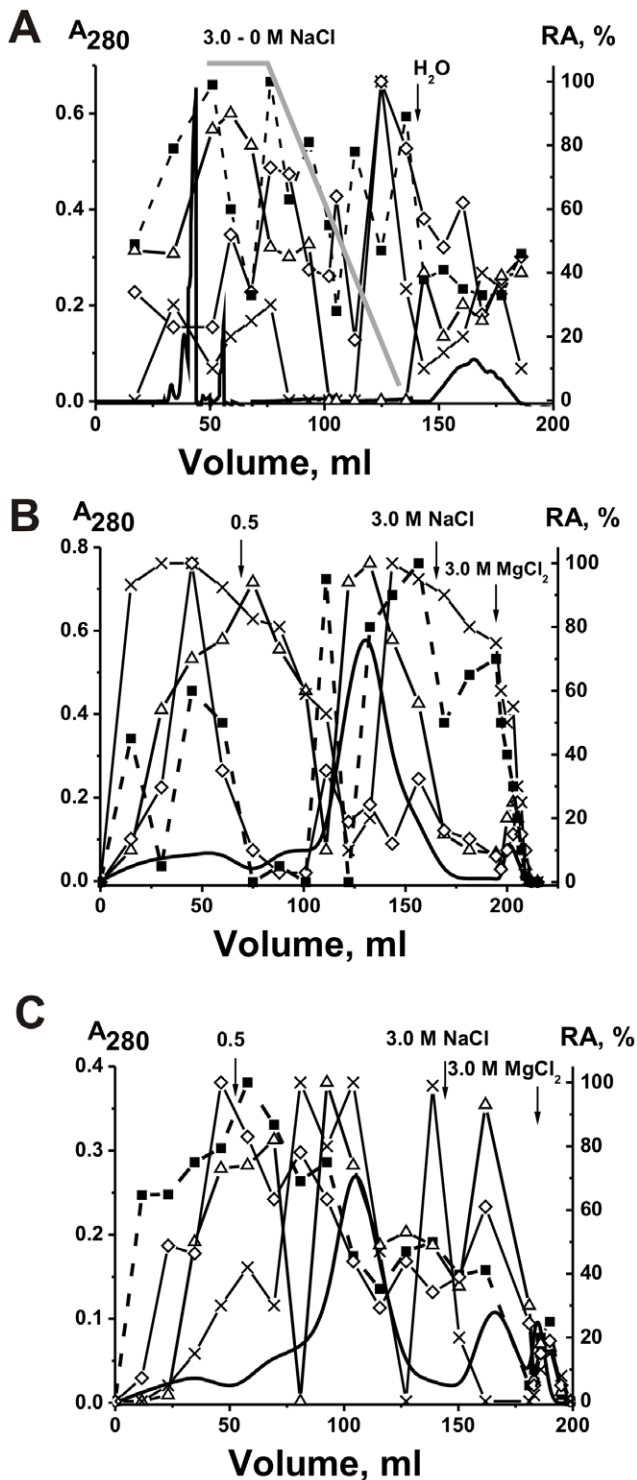 A
A280 3.0 - 0 M NaCl RA, %
H2O
0.6 100
80
0.4 60
40
0.2
20
0.0 0
0 50 100 150 200
Volume, ml
B
A280 0.5 3.0 M NaCl RA, %
3.0 M MgCl2
0.8
100
0.6 80
60
0.4
40
0.2 20
0.0 0
0 50 100 150 200
Volume, ml
C
A280 0.5 3.0 M NaCl RA, %
3.0 M MgCl2
0.4
100
0.3 80
60
0.2
40
0.1
20
0.0 0
0 50 100 150 200
Volume, ml